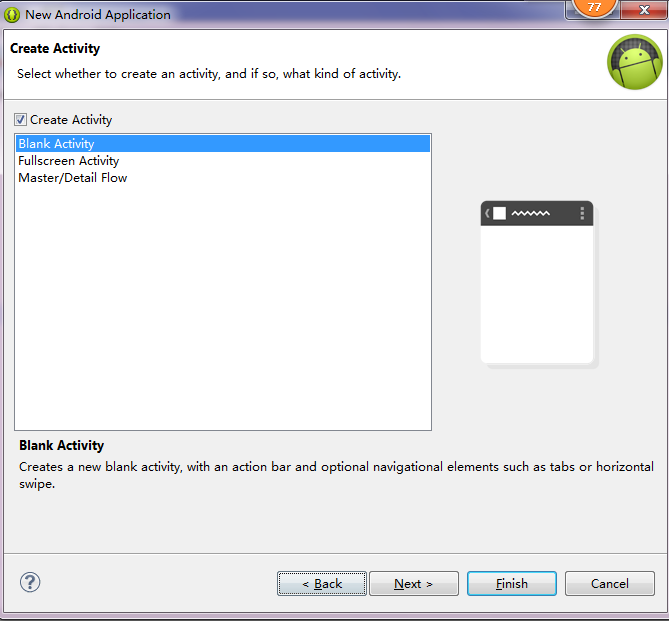 New Android Application
77
Create Activity
Select whether to create an activity, and if so, what kind of activity.
Create Activity
Blank Activity
Fullscreen Activity
Master/Detail Flow
Blank Activity
Creates a new blank activity, with an action bar and optional navigational elements such as tabs or horizontal
swipe.
?
< Back
Next >
Finish
Cancel